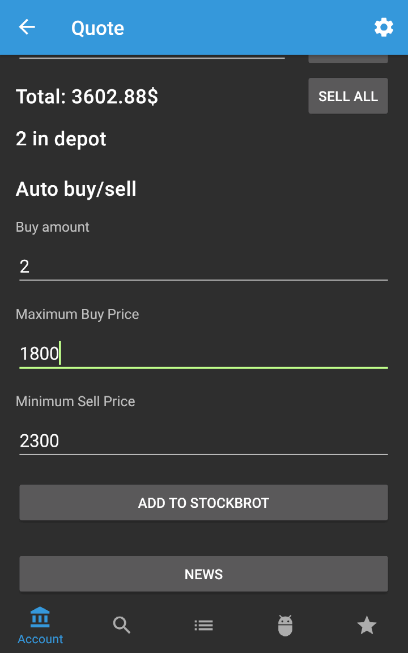 Quote
Total: 3602.88$
SELL ALL
2 in depot
Auto buy/sell
Buy amount
2
Maximum Buy Price
1800
Minimum Sell Price
2300
ADD TO STOCKBROT
NEWS
Account